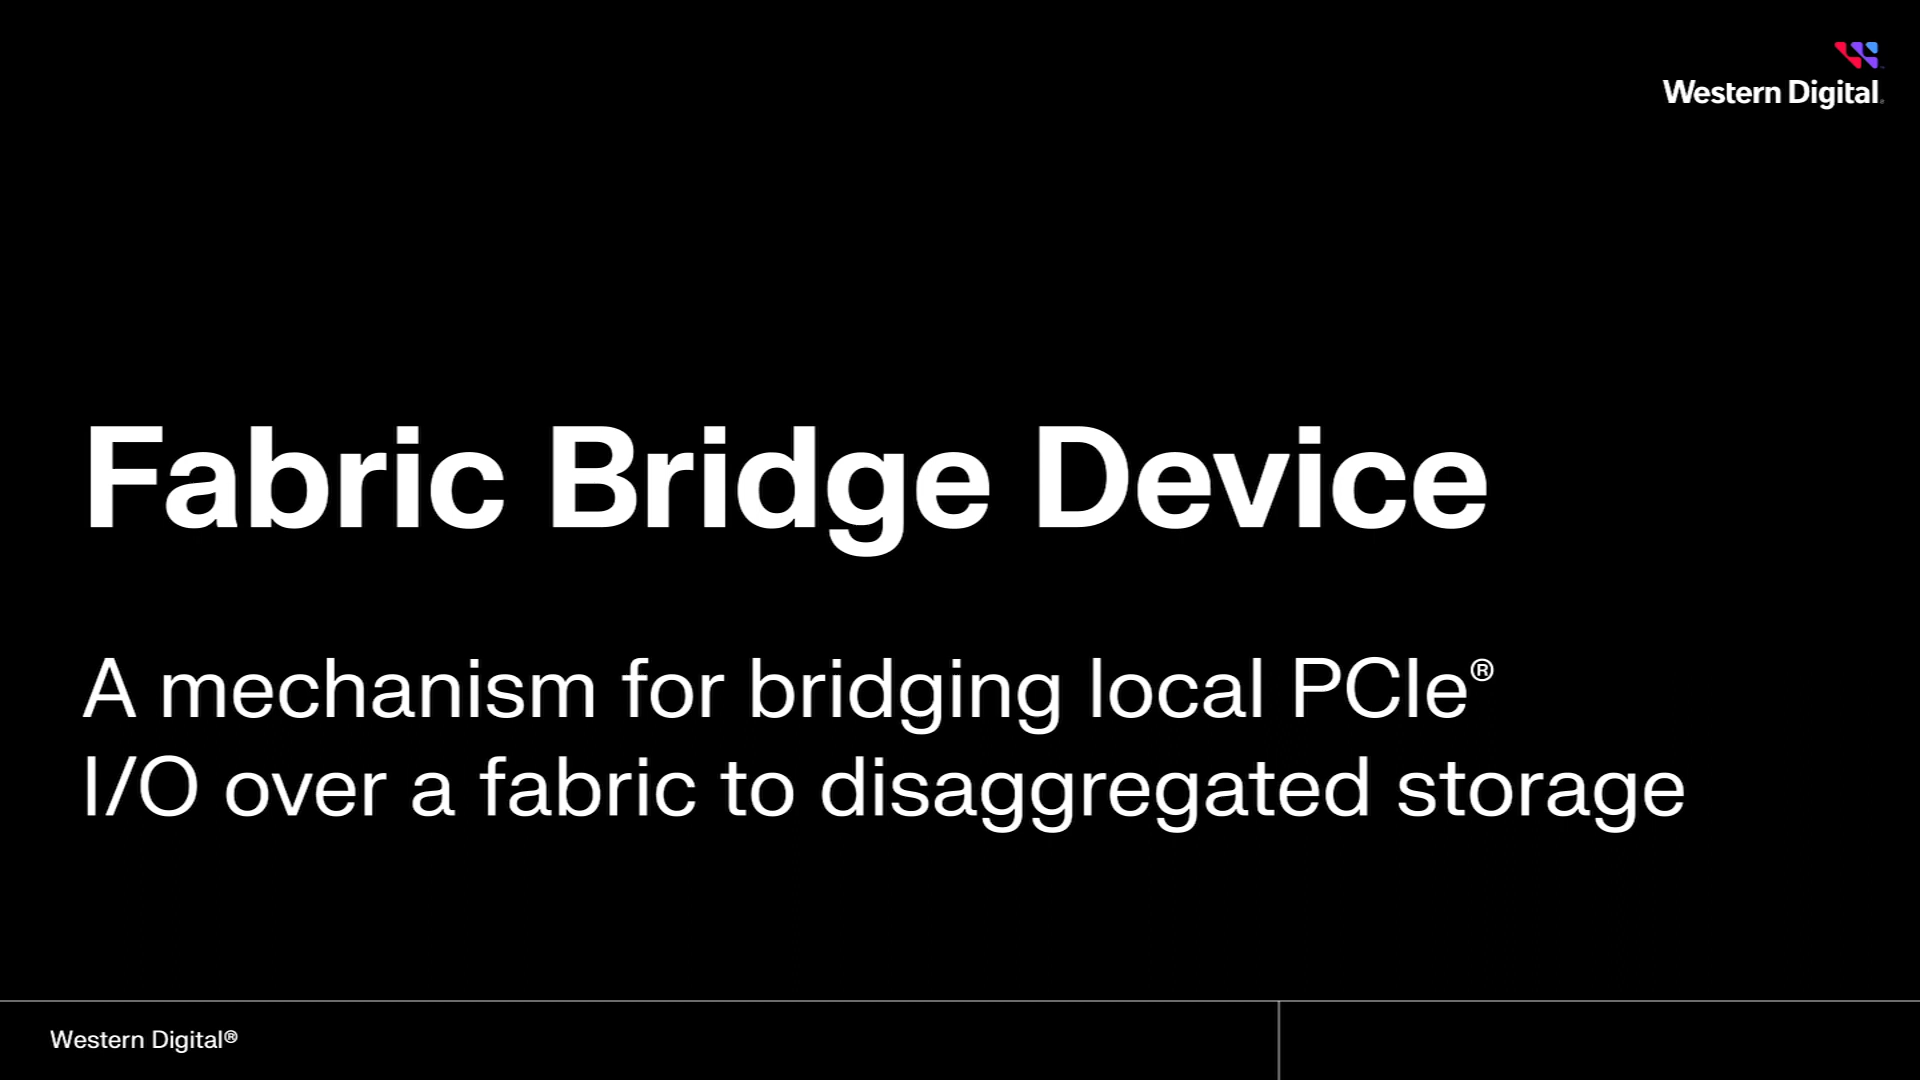 Western Digital
Fabric Bridge Device
A mechanism for bridging local PCIe®
I/O over a fabric to disaggregated storage
Western Digital®